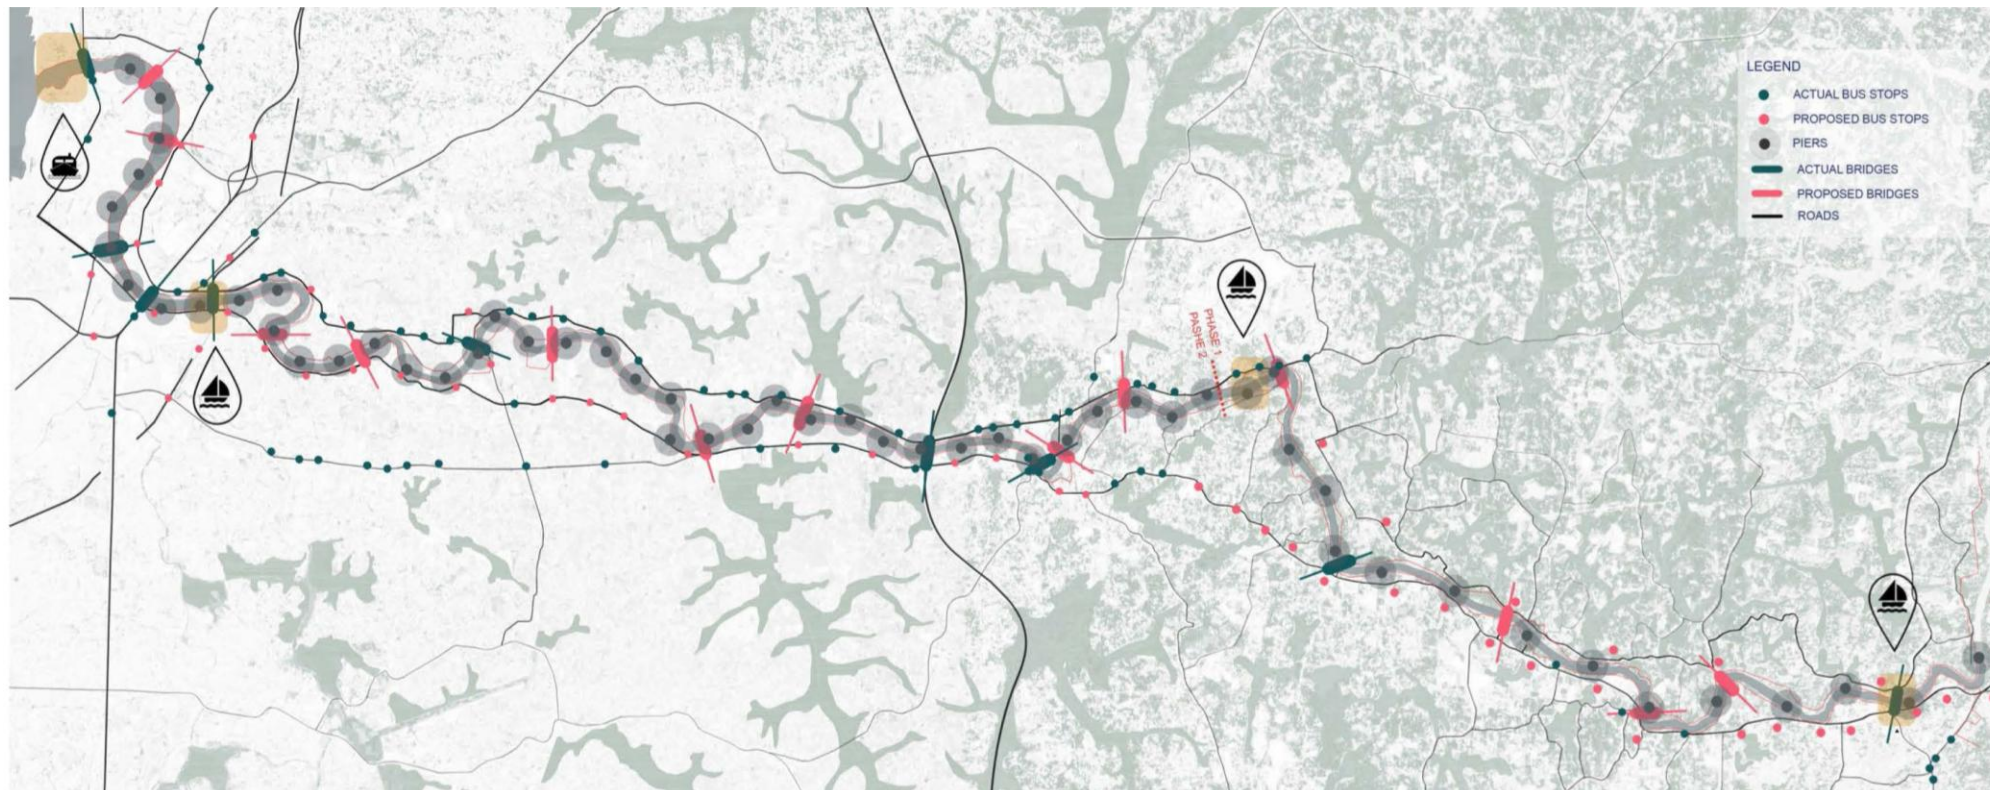 LEGEND
ACTUAL BUS STOPS
PROPOSED BUS STOPS
PIERS
ACTUAL BRIDGES
PROPOSED BRIDGES
ROADS
PHASE 1
PASHE 2